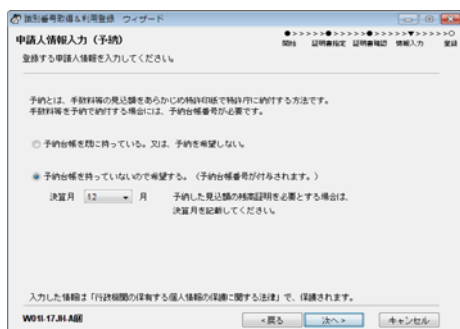 識別番号取得&利用登録 ウィザード
申請人情報入力(予納)
●>>>>>●>>>>>●>>>>>▼>>>>>○
開始 証明書指定 証明書確認 情報入力 登録
登録する申請人情報を入力してください。
予納とは、手数料等の見込額をあらかじめ特許印紙で特許庁に納付する方法です。
手数料等を予納で納付する場合には、予納台帳番号が必要です。
予納台帳を既に持っている。又は、予納を希望しない。
予納台帳を持っていないので希望する。(予納台帳番号が付与されます。)
決算月 12 月 予納した見込額の残高証明を必要とする場合は、
決算月を記載してください。
入力した情報は「行政機関の保有する個人情報の保護に関する法律」で、保護されます。
<戻る 次へ> キャンセル